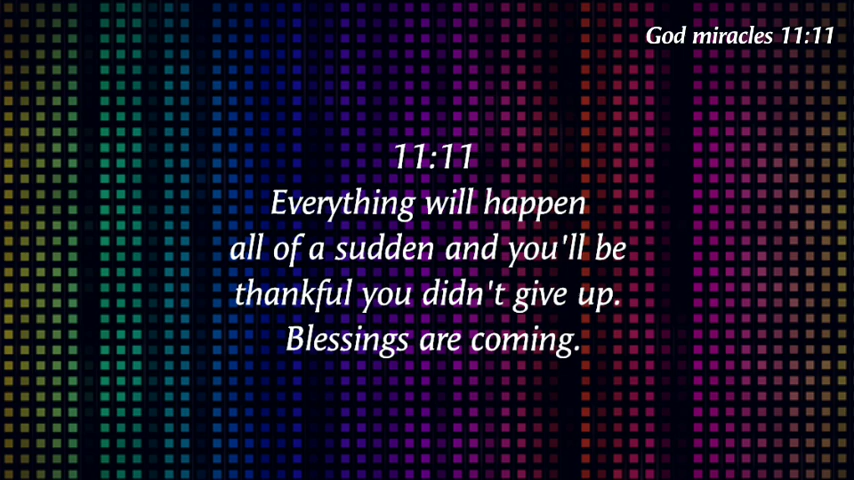 God miracles 11:11
11:11
Everything will happen
all of a sudden and you'll be
thankful you didn't give up.
Blessings are coming.